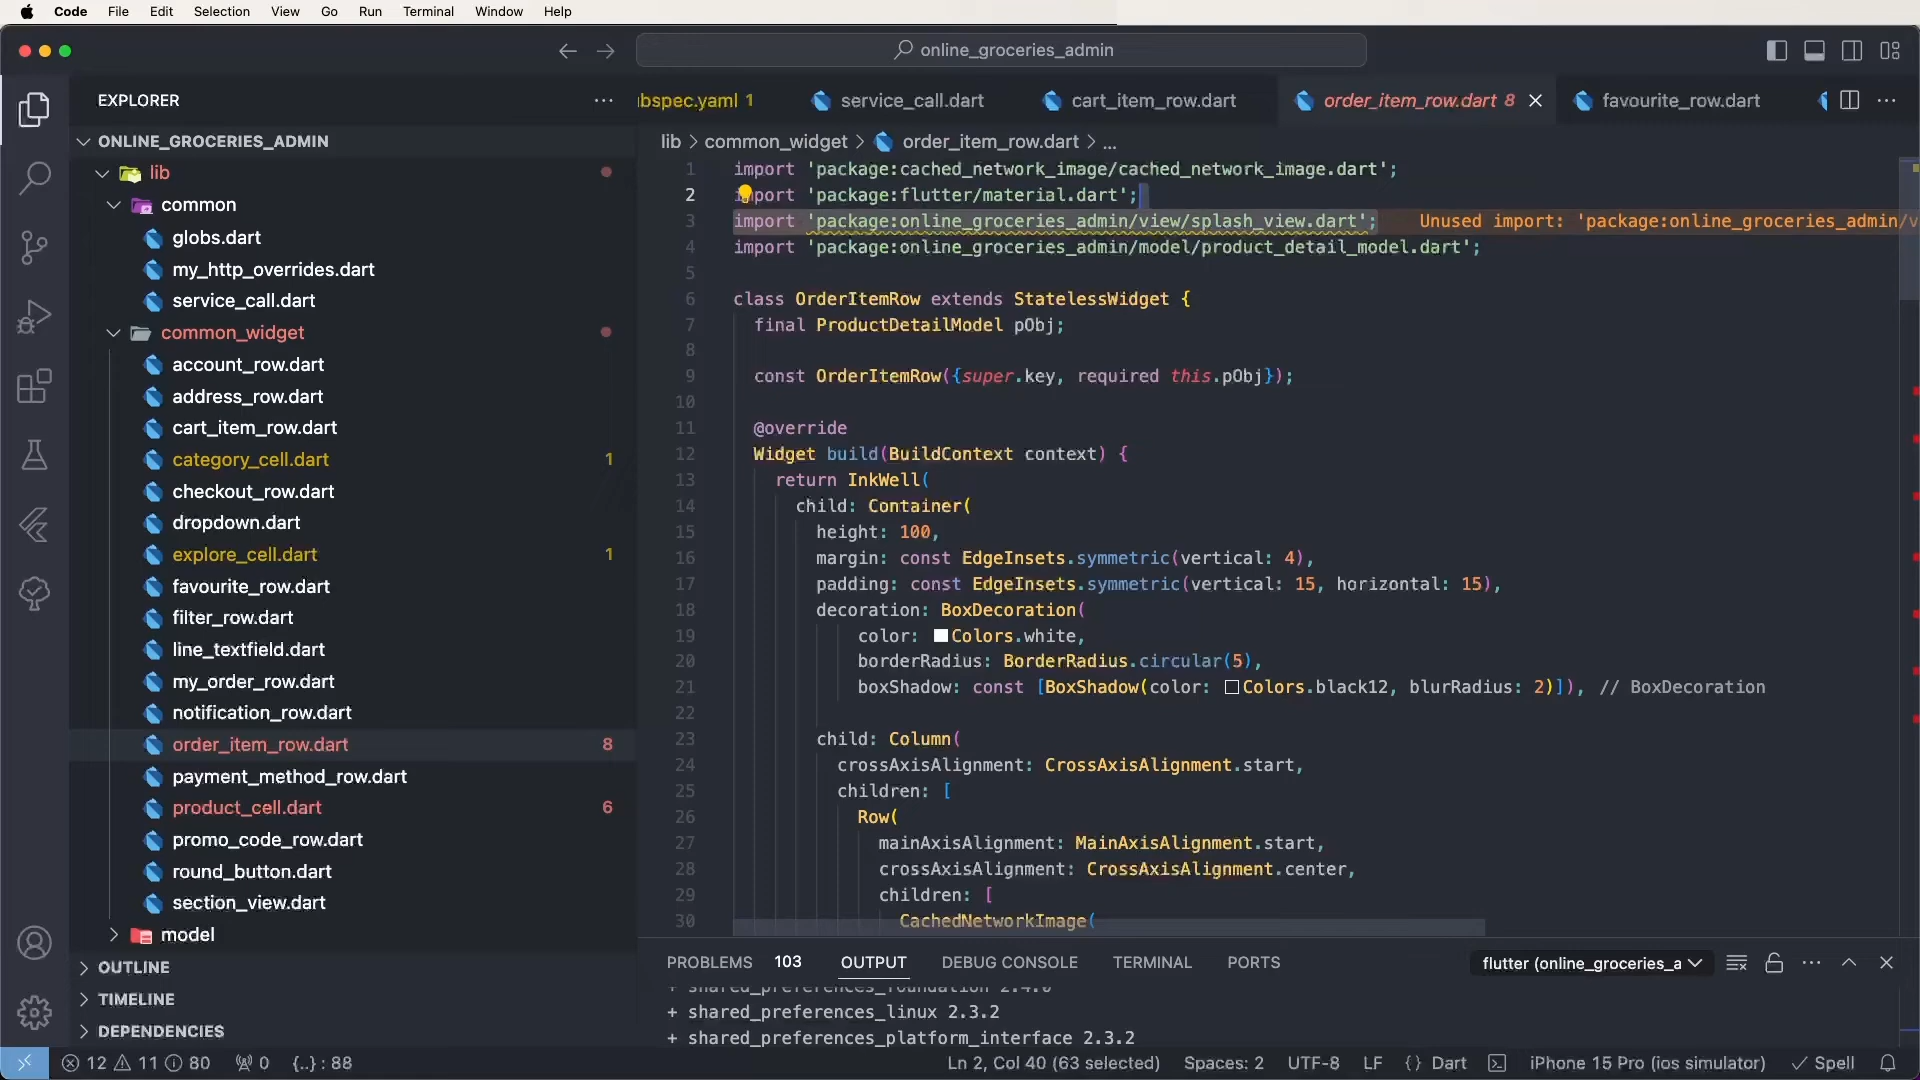 Code File Edit Selection View Go Run Terminal Window Help
online_groceries_admin
EXPLORER
ONLINE_GROCERIES_ADMIN
lib
common
globs.dart
my_http_overrides.dart
service_call.dart
common_widget
account_row.dart
address_row.dart
cart_item_row.dart
category_cell.dart 1
checkout_row.dart
dropdown.dart
explore_cell.dart 1
favourite_row.dart
filter_row.dart
line_textfield.dart
my_order_row.dart
notification_row.dart
order_item_row.dart 8
payment_method_row.dart
product_cell.dart 6
promo_code_row.dart
round_button.dart
section_view.dart
model
OUTLINE
TIMELINE
DEPENDENCIES
bspec.yaml 1 service_call.dart cart_item_row.dart order_item_row.dart 8 favourite_row.dart
lib > common_widget > order_item_row.dart > ...
1 import 'package:cached_network_image/cached_network_image.dart';
2 import 'package:flutter/material.dart';
3 import 'package:online_groceries_admin/view/splash_view.dart'; Unused import: 'package:online_groceries_admin/v
4 import 'package:online_groceries_admin/model/product_detail_model.dart';
5
6 class OrderItemRow extends StatelessWidget {
7 final ProductDetailModel pObj;
8
9 const OrderItemRow({super.key, required this.pObj});
10
11 @override
12 Widget build(BuildContext context) {
13 return InkWell(
14 child: Container(
15 height: 100,
16 margin: const EdgeInsets.symmetric(vertical: 4),
17 padding: const EdgeInsets.symmetric(vertical: 15, horizontal: 15),
18 decoration: BoxDecoration(
19 color: Colors.white,
20 borderRadius: BorderRadius.circular(5),
21 boxShadow: const [BoxShadow(color: Colors.black12, blurRadius: 2)]), // BoxDecoration
22
23 child: Column(
24 crossAxisAlignment: CrossAxisAlignment.start,
25 children: [
26 Row(
27 mainAxisAlignment: MainAxisAlignment.start,
28 crossAxisAlignment: CrossAxisAlignment.center,
29 children: [
30 CachedNetworkImage(
PROBLEMS 103 OUTPUT DEBUG CONSOLE TERMINAL PORTS flutter (online_groceries_a
+ shared_preferences_foundation 2.4.0
+ shared_preferences_linux 2.3.2
+ shared_preferences_platform_interface 2.3.2
12 11 80 0 {..} : 88 Ln 2, Col 40 (63 selected) Spaces: 2 UTF-8 LF {} Dart iPhone 15 Pro (ios simulator) Spell